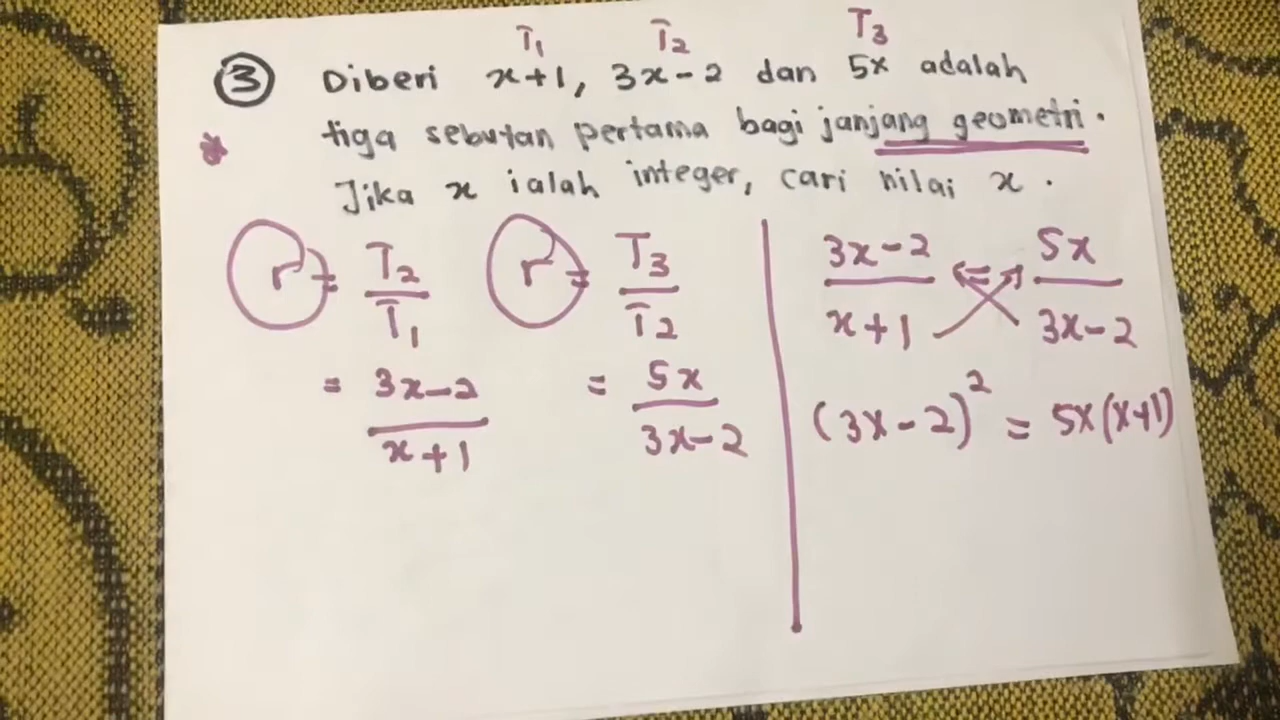 T1 T2 T3
③ Diberi x+1, 3x-2 dan 5x adalah
tiga sebutan pertama bagi janjang geometri.
* Jika x ialah integer, cari nilai x.
r = T2/T1
= 3x-2/x+1
r = T3/T2
= 5x/3x-2
3x-2/x+1 = 5x/3x-2
(3x-2)² = 5x(x+1)